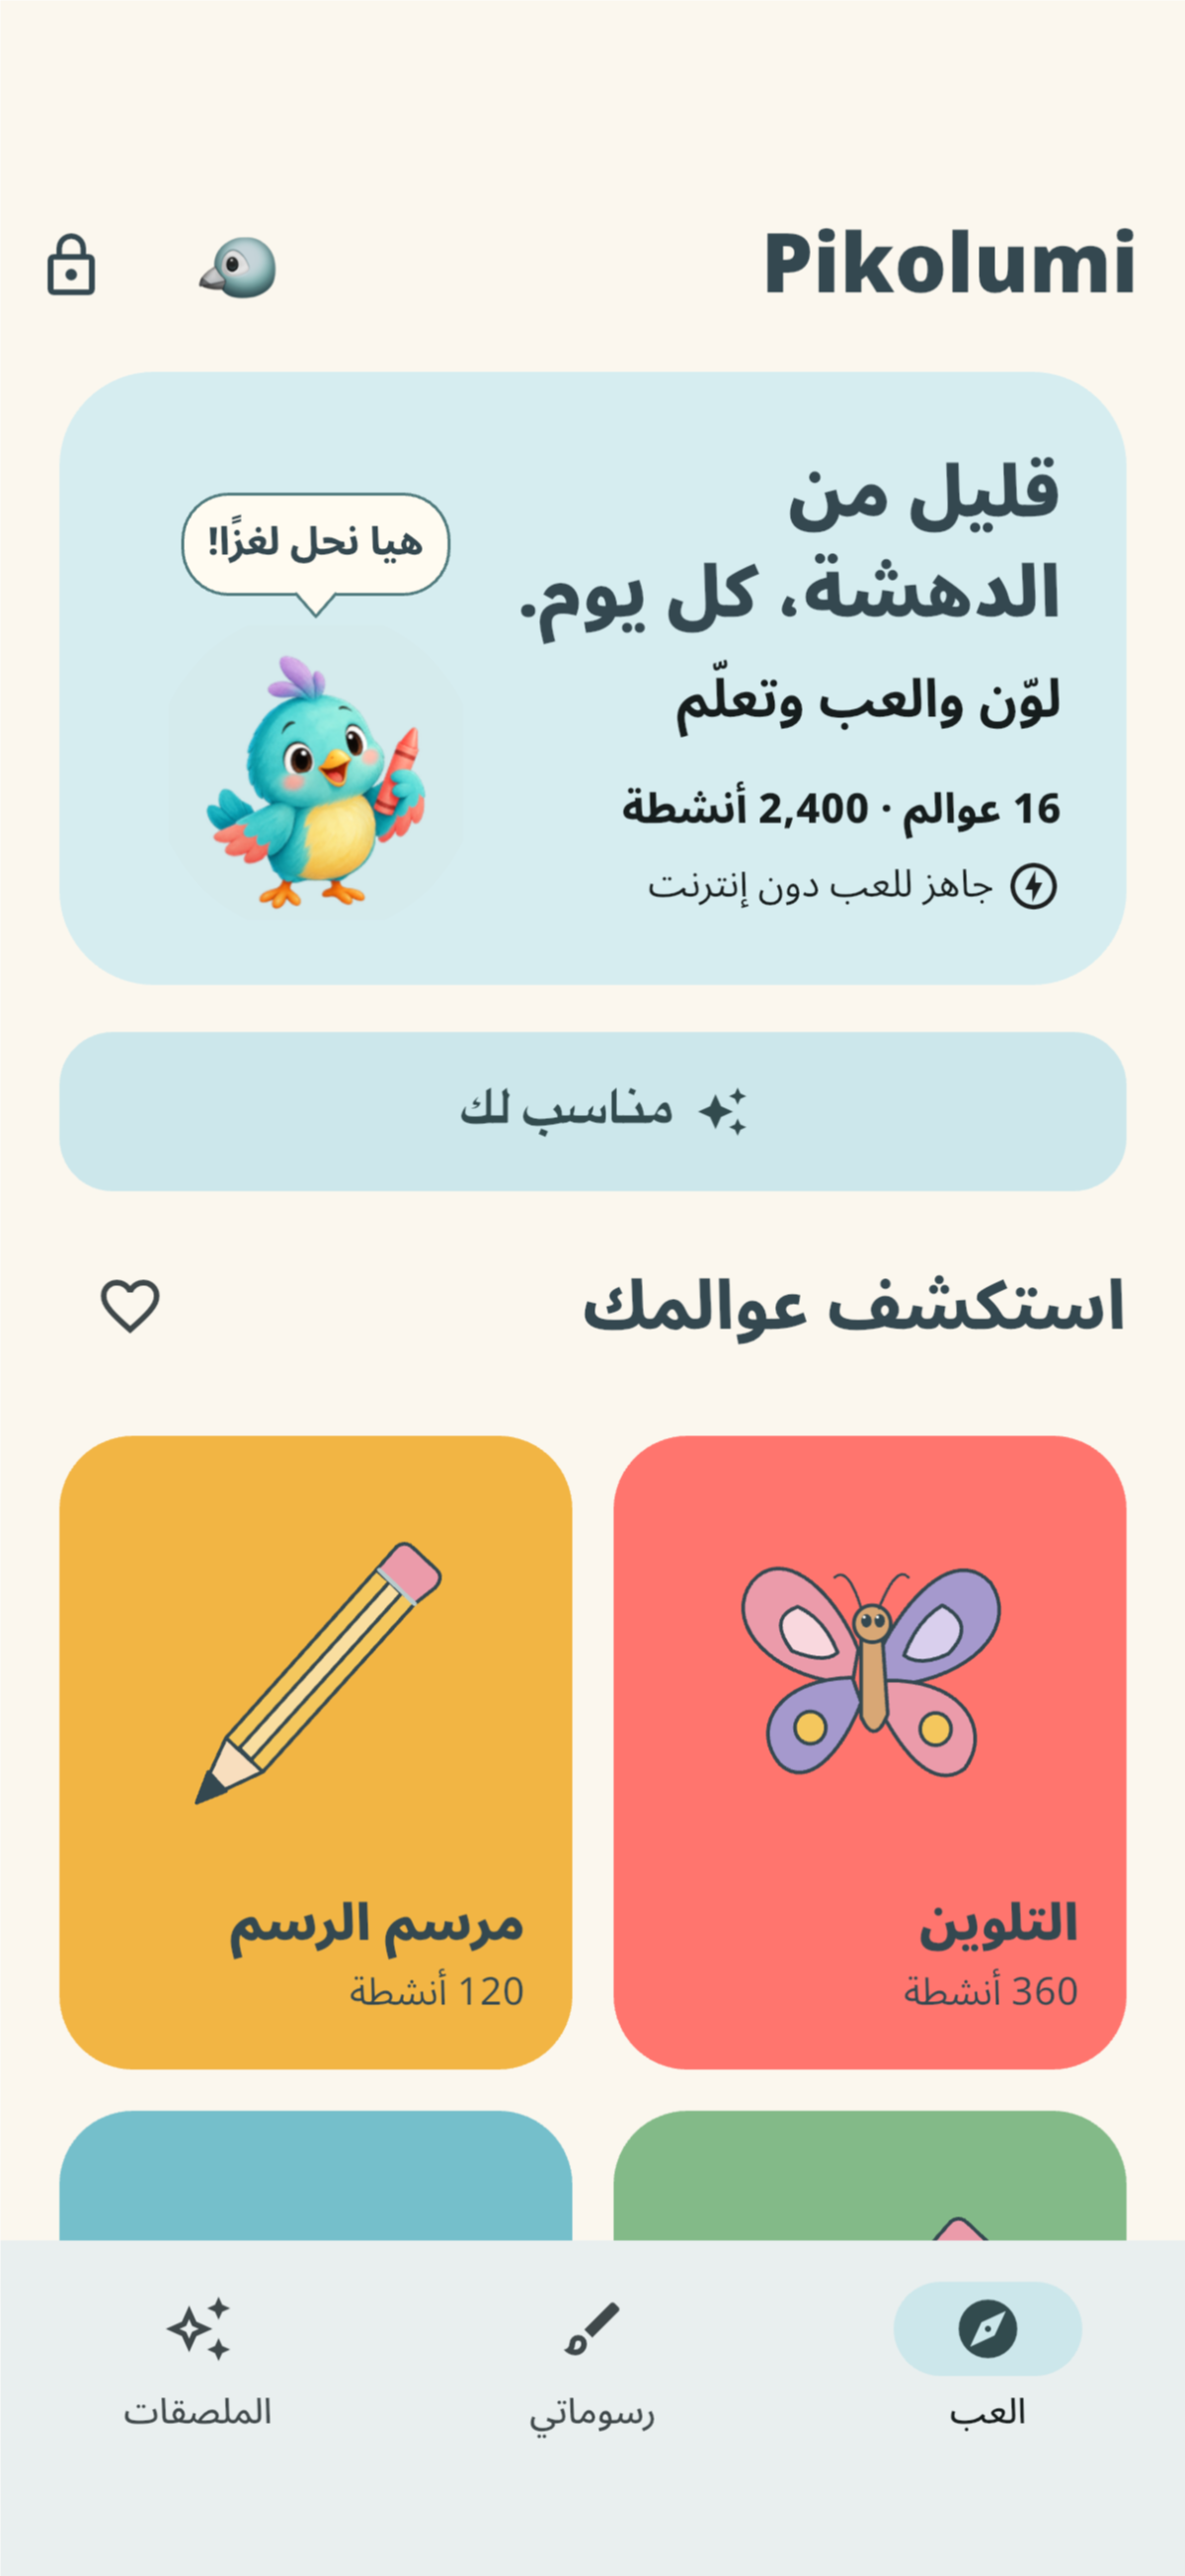 Pikolumi
قليل من
الدهشة، كل يوم.
هيا نحل لغزًا!
لوّن والعب وتعلّم
16 عوالم · 2,400 أنشطة
جاهز للعب دون إنترنت
مناسب لك
استكشف عوالمك
التلوين
360 أنشطة
مرسم الرسم
120 أنشطة
العب
رسوماتي
الملصقات